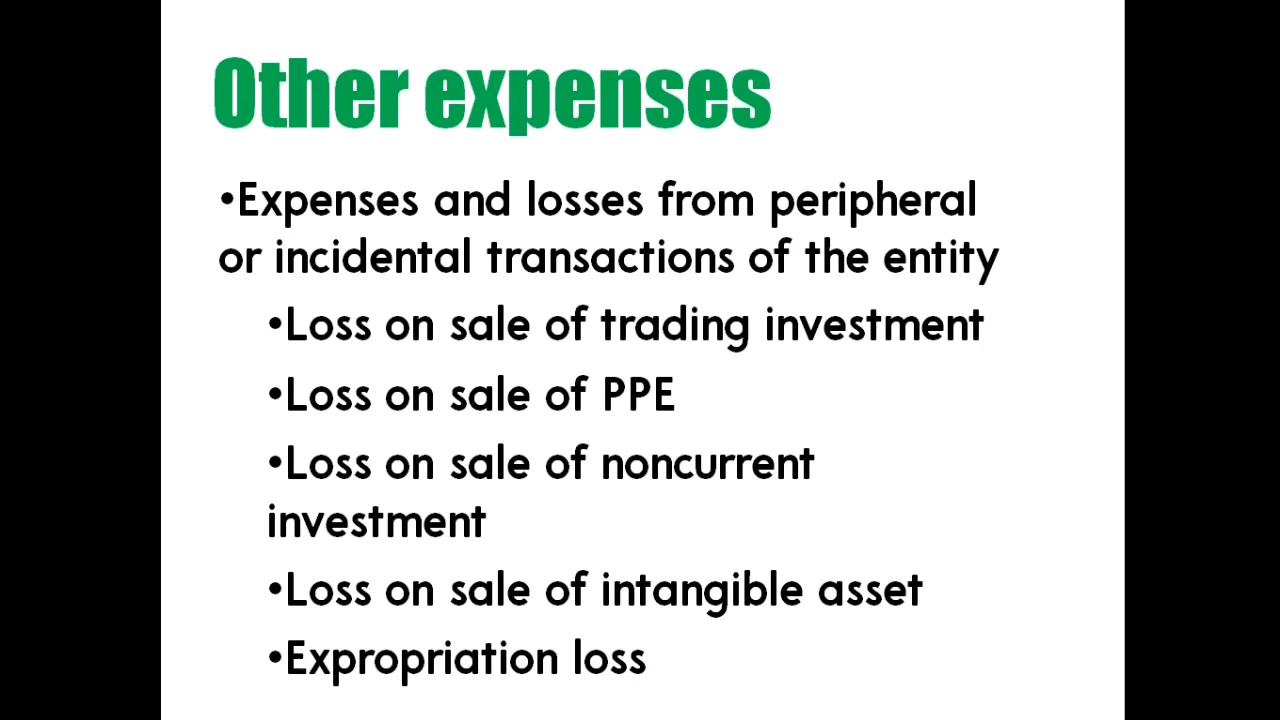 Other expenses
•Expenses and losses from peripheral
or incidental transactions of the entity
•Loss on sale of trading investment
•Loss on sale of PPE
•Loss on sale of noncurrent
investment
•Loss on sale of intangible asset
•Expropriation loss